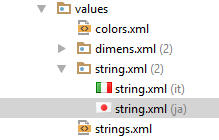 values
colors.xml
dimens.xml (2)
string.xml (2)
string.xml (it)
string.xml (ja)
strings.xml